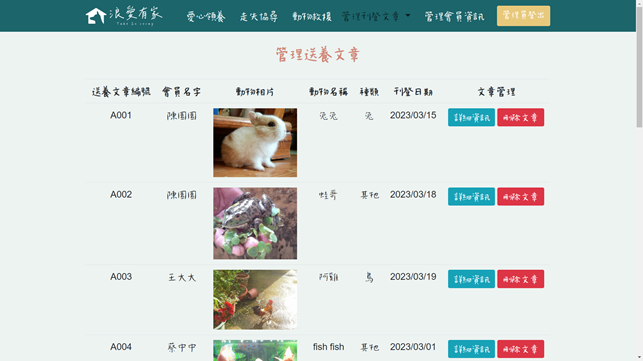 浪愛有家
愛心領養 走失協尋 動物救援 管理刊登文章 管理會員資訊 管理員登出
管理送養文章
送養文章編號 會員名字 動物相片 動物名稱 種類 刊登日期 文章管理
A001 陳圓圓 兔兔 兔 2023/03/15 詳細資訊 刪除文章
A002 陳圓圓 蛙哥 其他 2023/03/18 詳細資訊 刪除文章
A003 王大大 阿雞 鳥 2023/03/19 詳細資訊 刪除文章
A004 蔡中中 fish fish 其他 2023/03/01 詳細資訊 刪除文章